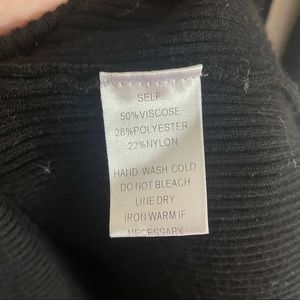 SELF:
50%VISCOSE
28%POLYESTER
22%NYLON
HAND WASH COLD
DO NOT BLEACH
LINE DRY
IRON WARM IF
NECESSARY